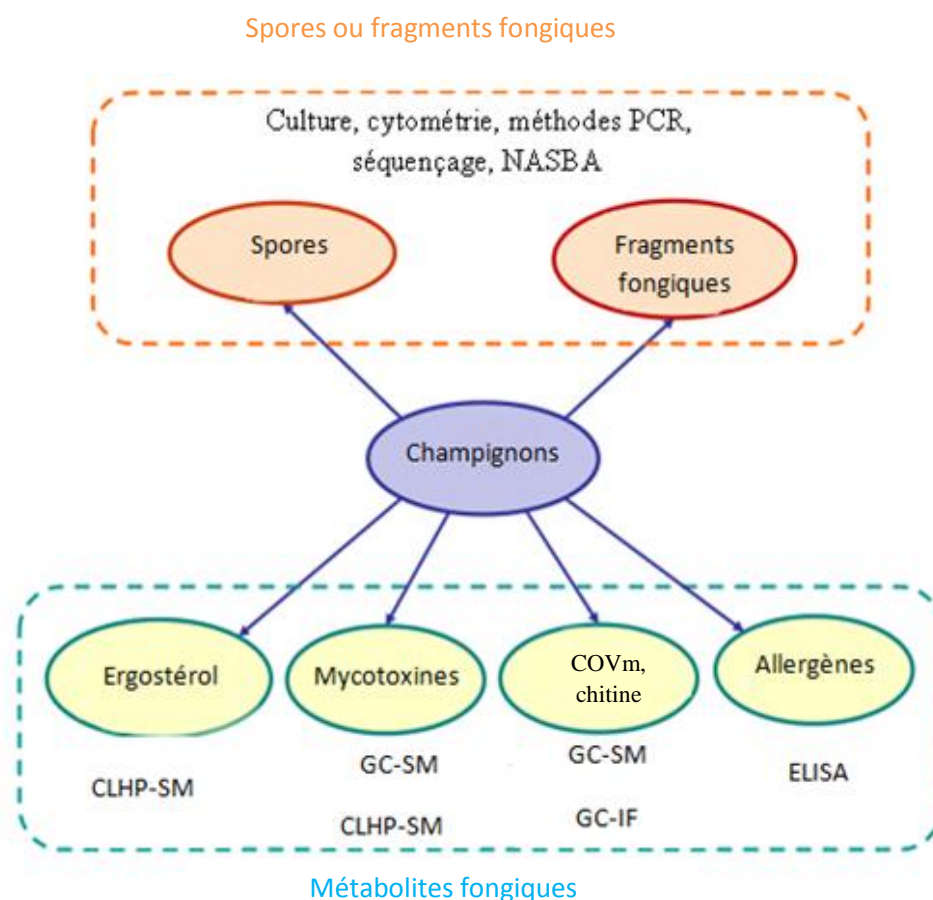 Spores ou fragments fongiques
Culture, cytométrie, méthodes PCR,
séquençage, NASBA
Spores
Fragments
fongiques
Champignons
Ergostérol
Mycotoxines
COVm,
chitine
Allergènes
CLHP-SM
GC-SM
CLHP-SM
GC-SM
GC-IF
ELISA
Métabolites fongiques